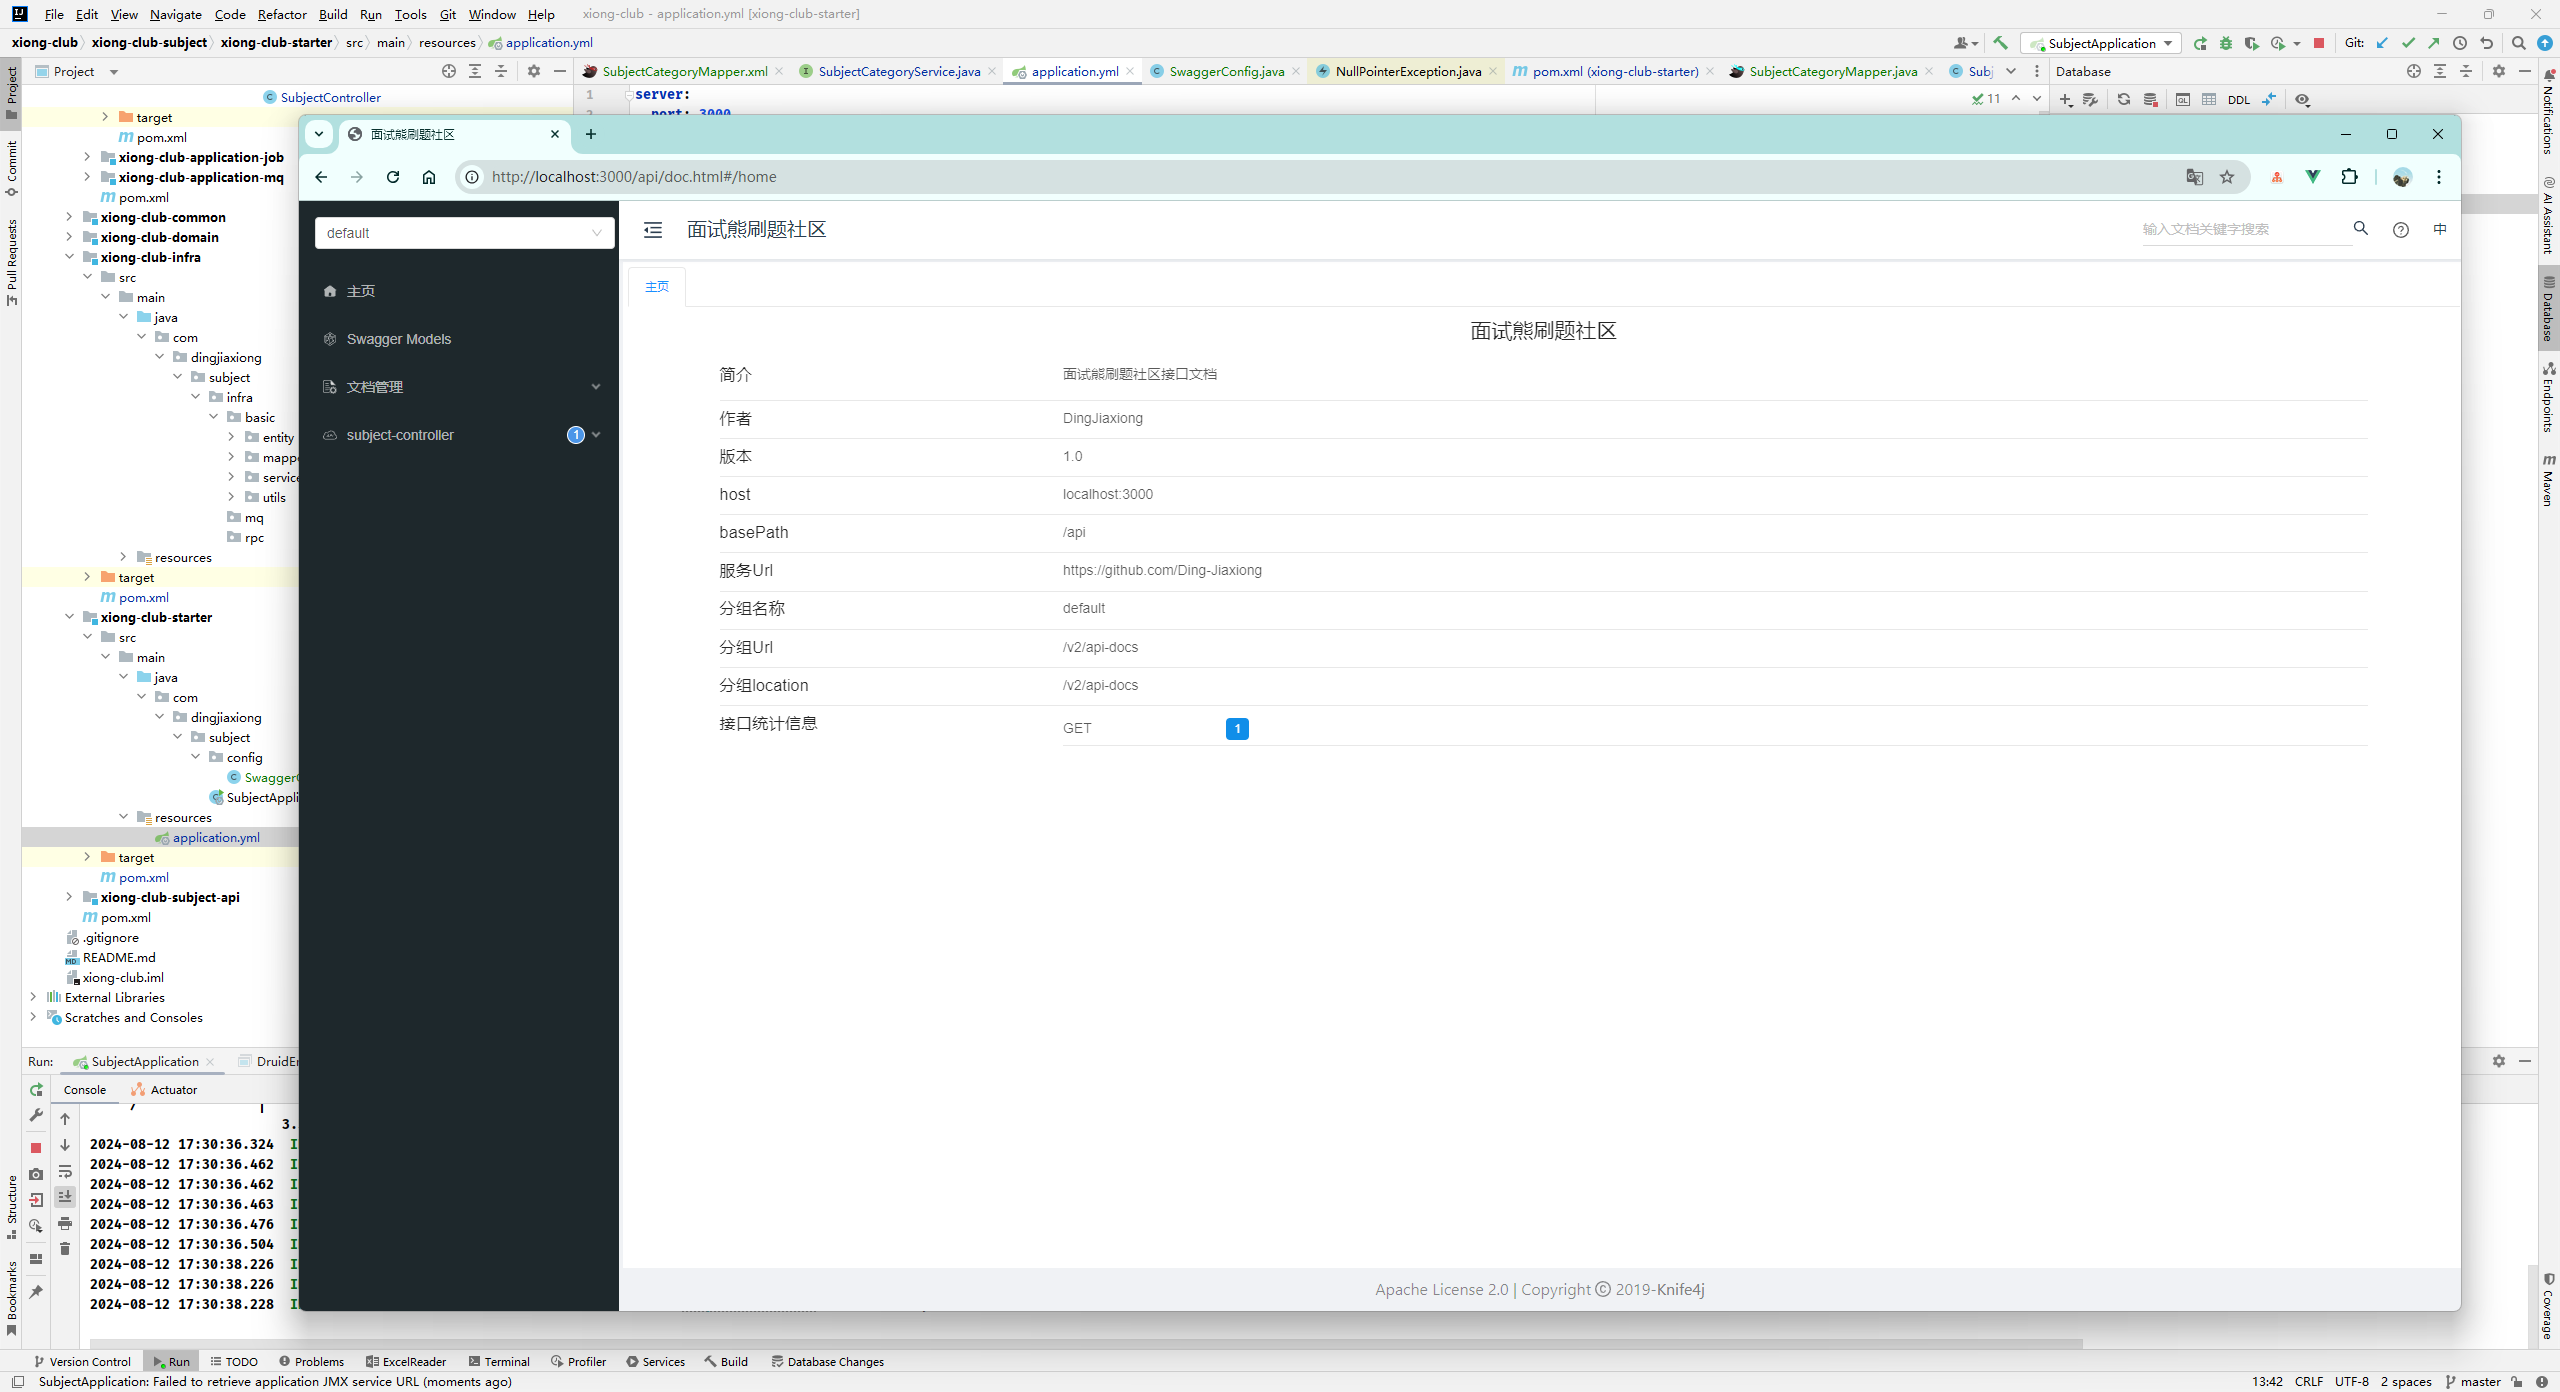 File Edit View Navigate Code Refactor Build Run Tools Git Window Help xiong-club - application.yml [xiong-club-starter]
xiong-club xiong-club-subject xiong-club-starter src main resources application.yml
SubjectApplication Git:
Project
SubjectCategoryMapper.xml SubjectCategoryService.java application.yml SwaggerConfig.java NullPointerException.java pom.xml (xiong-club-starter) SubjectCategoryMapper.java Subj
Database
DDL
SubjectController
target
pom.xml
xiong-club-application-job
xiong-club-application-mq
pom.xml
xiong-club-common
xiong-club-domain
xiong-club-infra
src
main
java
com
dingjiaxiong
subject
infra
basic
entity
mappe
service
utils
mq
rpc
resources
target
pom.xml
xiong-club-starter
src
main
java
com
dingjiaxiong
subject
config
SwaggerC
SubjectAppli
resources
application.yml
target
pom.xml
xiong-club-subject-api
pom.xml
.gitignore
README.md
xiong-club.iml
External Libraries
Scratches and Consoles
1 server:
port: 3000
11
面试熊刷题社区
http://localhost:3000/api/doc.html#/home
default
主页
Swagger Models
文档管理
subject-controller 1
面试熊刷题社区
输入文档关键字搜索
中
主页
面试熊刷题社区
简介 面试熊刷题社区接口文档
作者 DingJiaxiong
版本 1.0
host localhost:3000
basePath /api
服务Url https://github.com/Ding-Jiaxiong
分组名称 default
分组Url /v2/api-docs
分组location /v2/api-docs
接口统计信息 GET 1
Apache License 2.0 | Copyright © 2019-Knife4j
Run: SubjectApplication DruidEn
Console Actuator
3.
2024-08-12 17:30:36.324 I
2024-08-12 17:30:36.462 I
2024-08-12 17:30:36.462 I
2024-08-12 17:30:36.463 I
2024-08-12 17:30:36.476 I
2024-08-12 17:30:36.504 I
2024-08-12 17:30:38.226 I
2024-08-12 17:30:38.226 I
2024-08-12 17:30:38.228 I
Version Control Run TODO Problems ExcelReader Terminal Profiler Services Build Database Changes
SubjectApplication: Failed to retrieve application JMX service URL (moments ago)
13:42 CRLF UTF-8 2 spaces master
Project
Commit
Pull Requests
Structure
Bookmarks
Notifications
AI Assistant
Database
Endpoints
Maven
Coverage